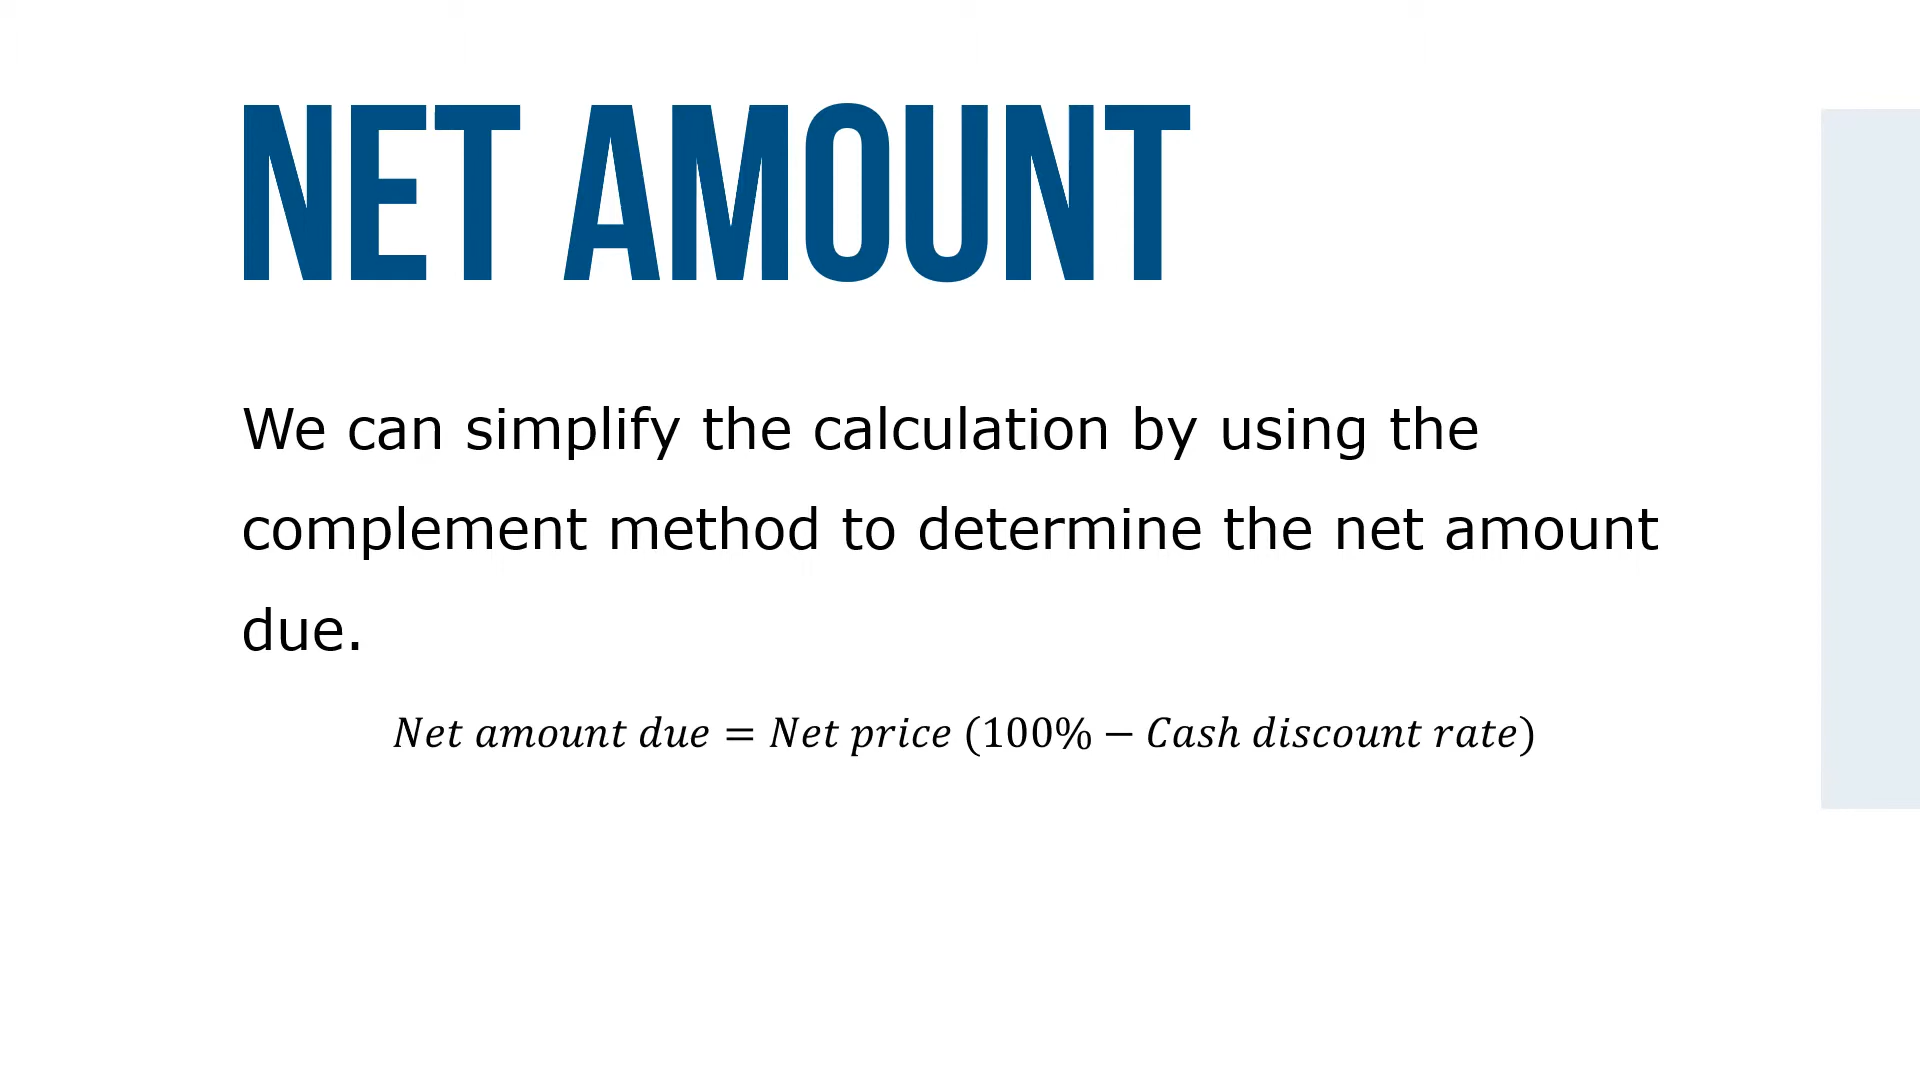 NET AMOUNT
We can simplify the calculation by using the
complement method to determine the net amount
due.
Net amount due = Net price (100% − Cash discount rate)